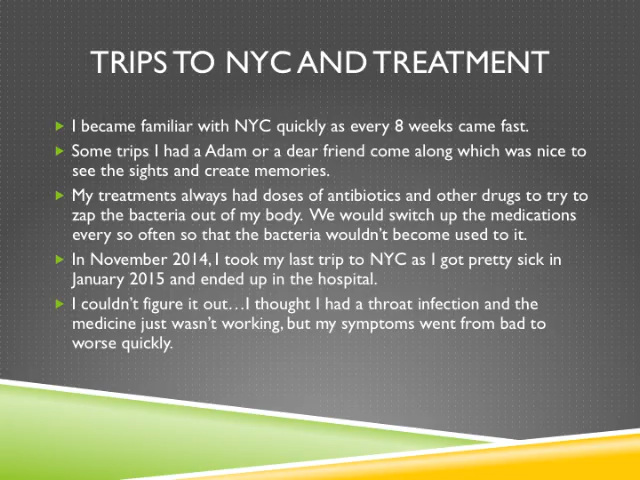 TRIPS TO NYC AND TREATMENT
I became familiar with NYC quickly as every 8 weeks came fast.
Some trips I had a Adam or a dear friend come along which was nice to
see the sights and create memories.
My treatments always had doses of antibiotics and other drugs to try to
zap the bacteria out of my body. We would switch up the medications
every so often so that the bacteria wouldn't become used to it.
In November 2014, I took my last trip to NYC as I got pretty sick in
January 2015 and ended up in the hospital.
I couldn't figure it out…I thought I had a throat infection and the
medicine just wasn't working, but my symptoms went from bad to
worse quickly.